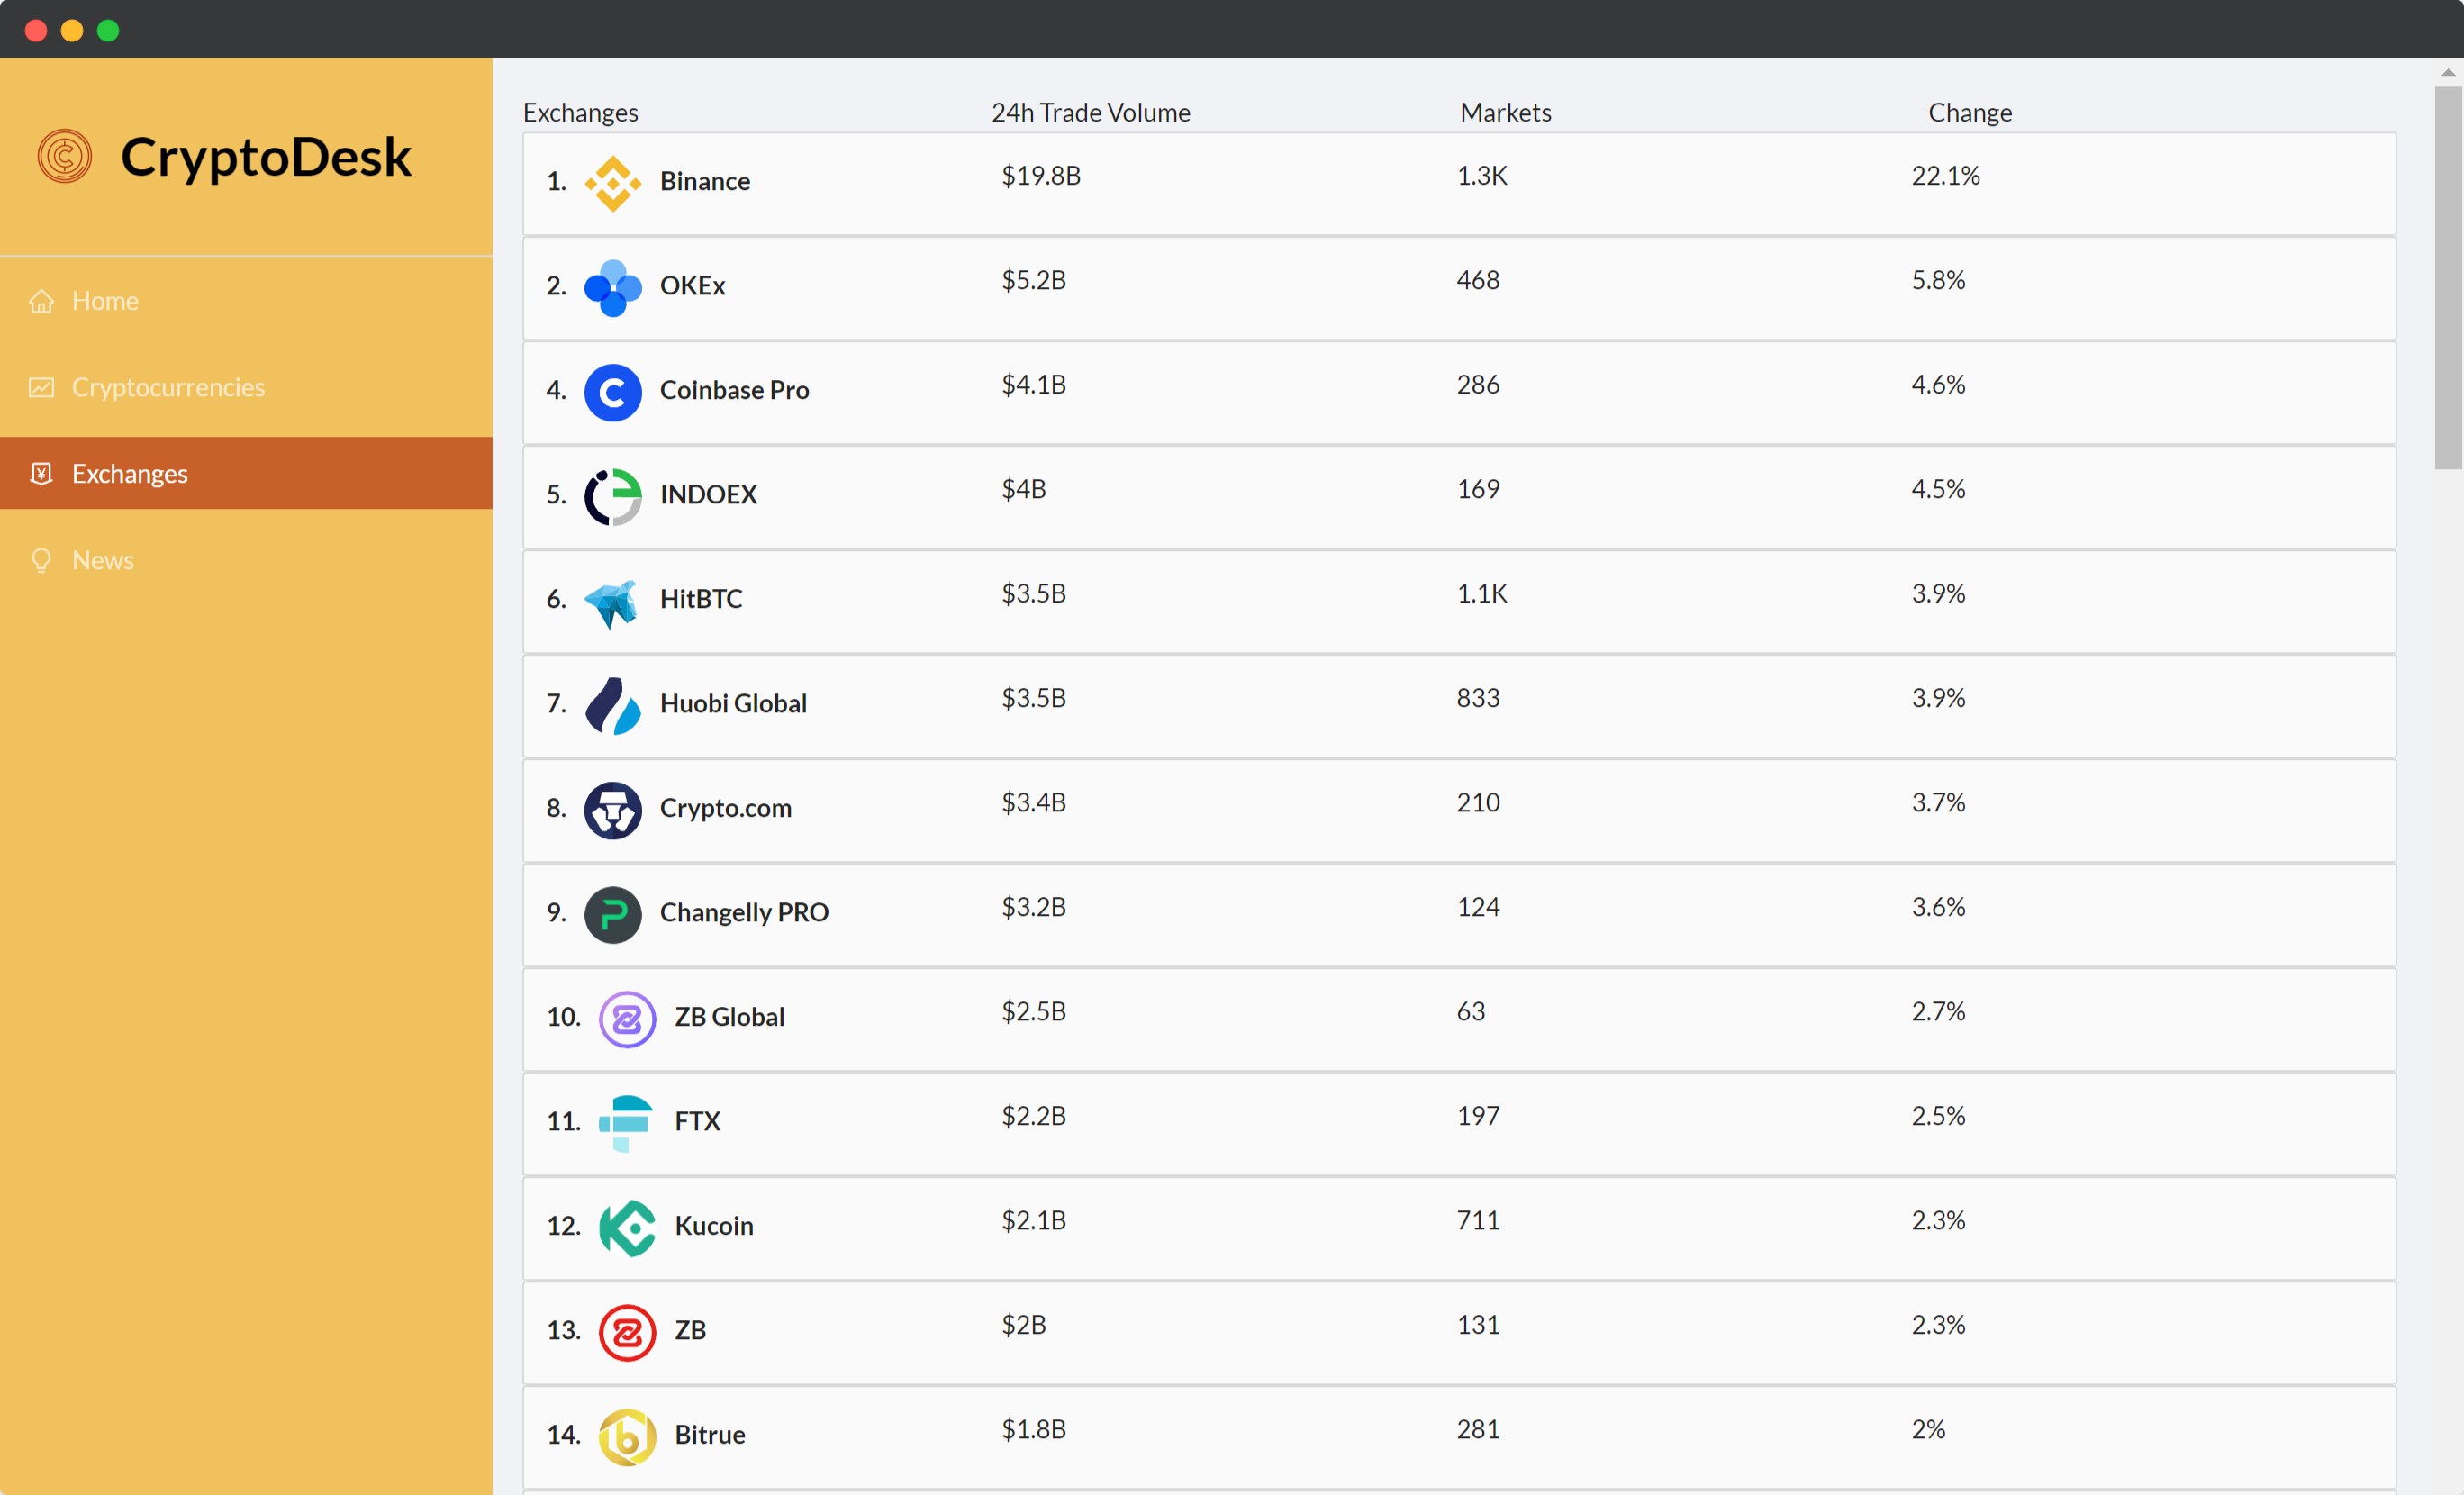 CryptoDesk
Home
Cryptocurrencies
Exchanges
News
Exchanges 24h Trade Volume Markets Change
1. Binance $19.8B 1.3K 22.1%
2. OKEx $5.2B 468 5.8%
4. Coinbase Pro $4.1B 286 4.6%
5. INDOEX $4B 169 4.5%
6. HitBTC $3.5B 1.1K 3.9%
7. Huobi Global $3.5B 833 3.9%
8. Crypto.com $3.4B 210 3.7%
9. Changelly PRO $3.2B 124 3.6%
10. ZB Global $2.5B 63 2.7%
11. FTX $2.2B 197 2.5%
12. Kucoin $2.1B 711 2.3%
13. ZB $2B 131 2.3%
14. Bitrue $1.8B 281 2%